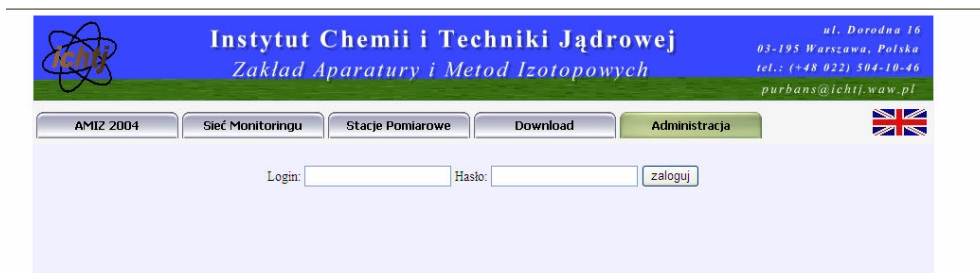 ichtj
Instytut Chemii i Techniki Jądrowej
Zakład Aparatury i Metod Izotopowych
ul. Dorodna 16
03-195 Warszawa, Polska
tel.: (+48 022) 504-10-46
purbans@ichtj.waw.pl
AMIZ 2004
Sieć Monitoringu
Stacje Pomiarowe
Download
Administracja
Login: Hasło: zaloguj